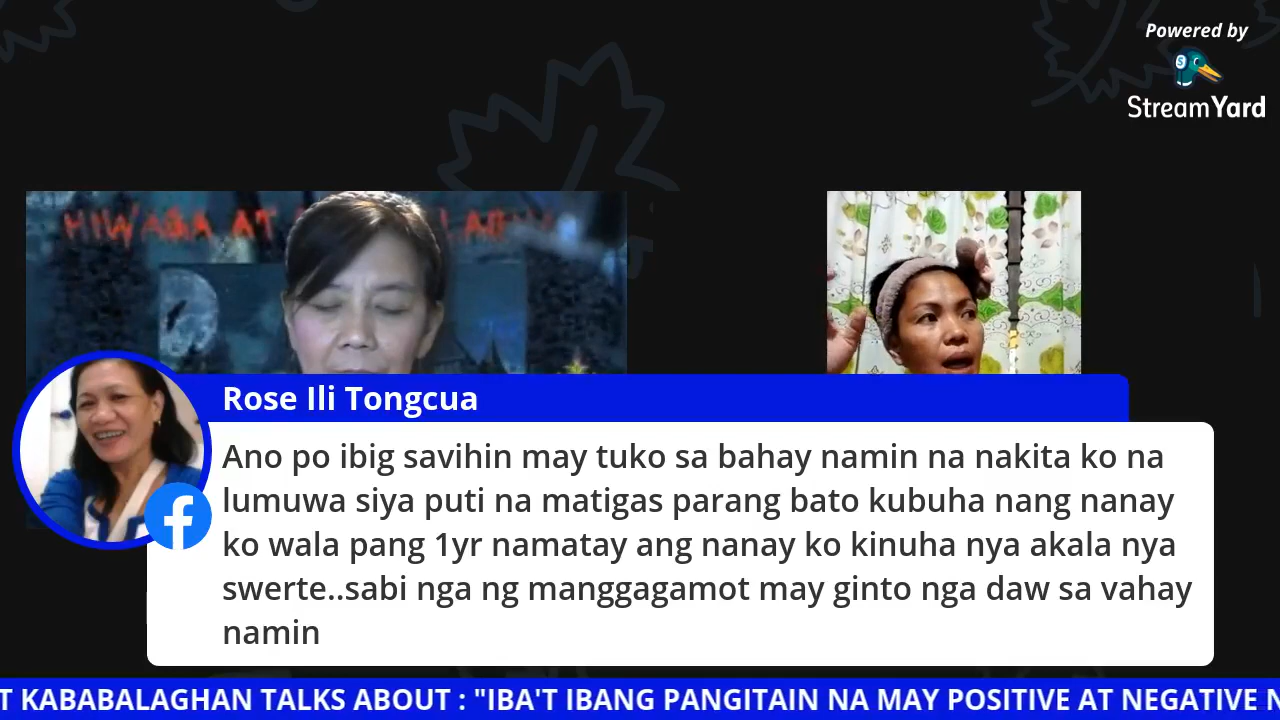 Powered by
StreamYard
HIWAGA AT
Rose Ili Tongcua
Ano po ibig savihin may tuko sa bahay namin na nakita ko na
lumuwa siya puti na matigas parang bato kubuha nang nanay
ko wala pang 1yr namatay ang nanay ko kinuha nya akala nya
swerte..sabi nga ng manggagamot may ginto nga daw sa vahay
namin
T KABABALAGHAN TALKS ABOUT : "IBA'T IBANG PANGITAIN NA MAY POSITIVE AT NEGATIVE N